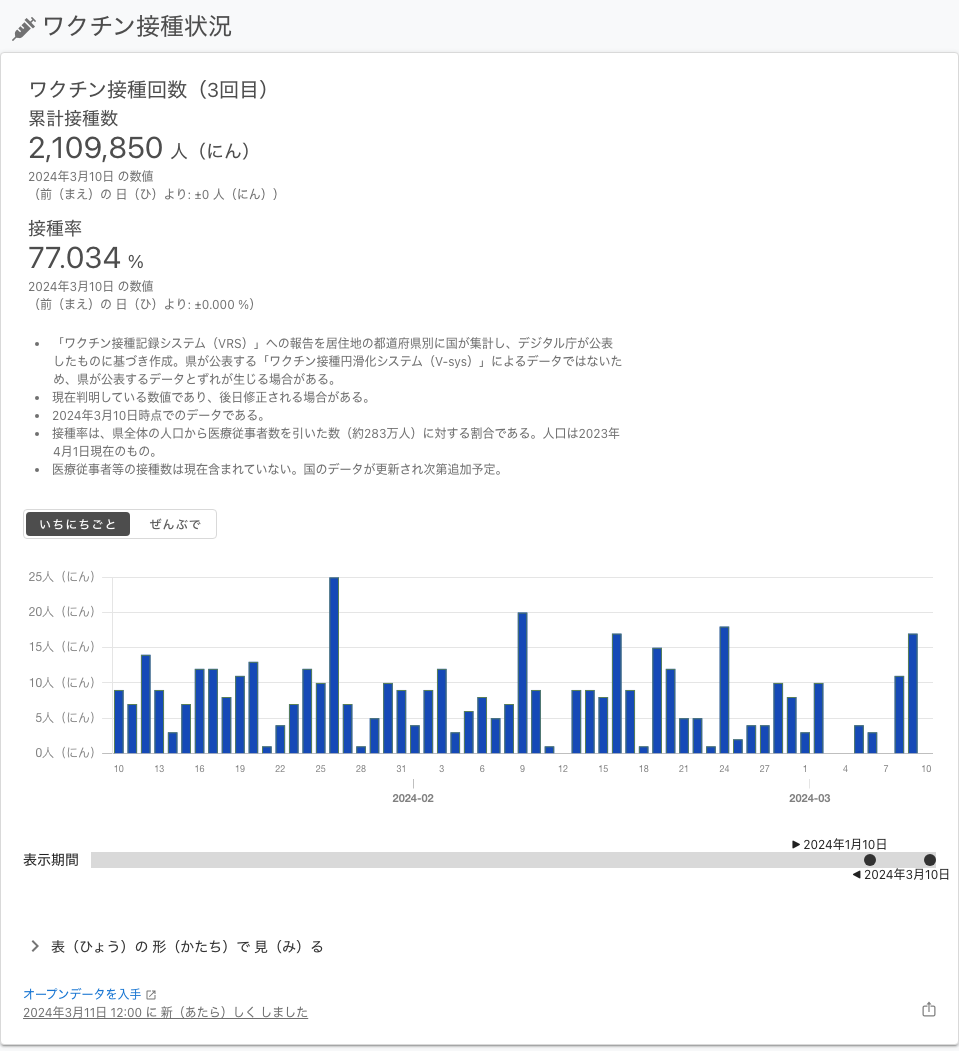 ワクチン接種状況
ワクチン接種回数（3回目）
累計接種数
2,109,850 人（にん）
2024年3月10日 の数値
（前（まえ）の 日（ひ）より: ±0 人（にん））
接種率
77.034 %
2024年3月10日 の数値
（前（まえ）の 日（ひ）より: ±0.000 %）
• 「ワクチン接種記録システム（VRS）」への報告を居住地の都道府県別に国が集計し、デジタル庁が公表
したものに基づき作成。県が公表する「ワクチン接種円滑化システム（V-sys）」によるデータではないた
め、県が公表するデータとずれが生じる場合がある。
• 現在判明している数値であり、後日修正される場合がある。
• 2024年3月10日時点でのデータである。
• 接種率は、県全体の人口から医療従事者数を引いた数（約283万人）に対する割合である。人口は2023年
4月1日現在のもの。
• 医療従事者等の接種数は現在含まれていない。国のデータが更新され次第追加予定。
いちにちごと ぜんぶで
25人（にん）
20人（にん）
15人（にん）
10人（にん）
5人（にん）
0人（にん）
10 13 16 19 22 25 28 31 3 6 9 12 15 18 21 24 27 1 4 7 10
2024-02 2024-03
▶ 2024年1月10日
表示期間
◀ 2024年3月10日
表（ひょう）の 形（かたち）で 見（み）る
オープンデータを入手
2024年3月11日 12:00 に 新（あたら）しく しました